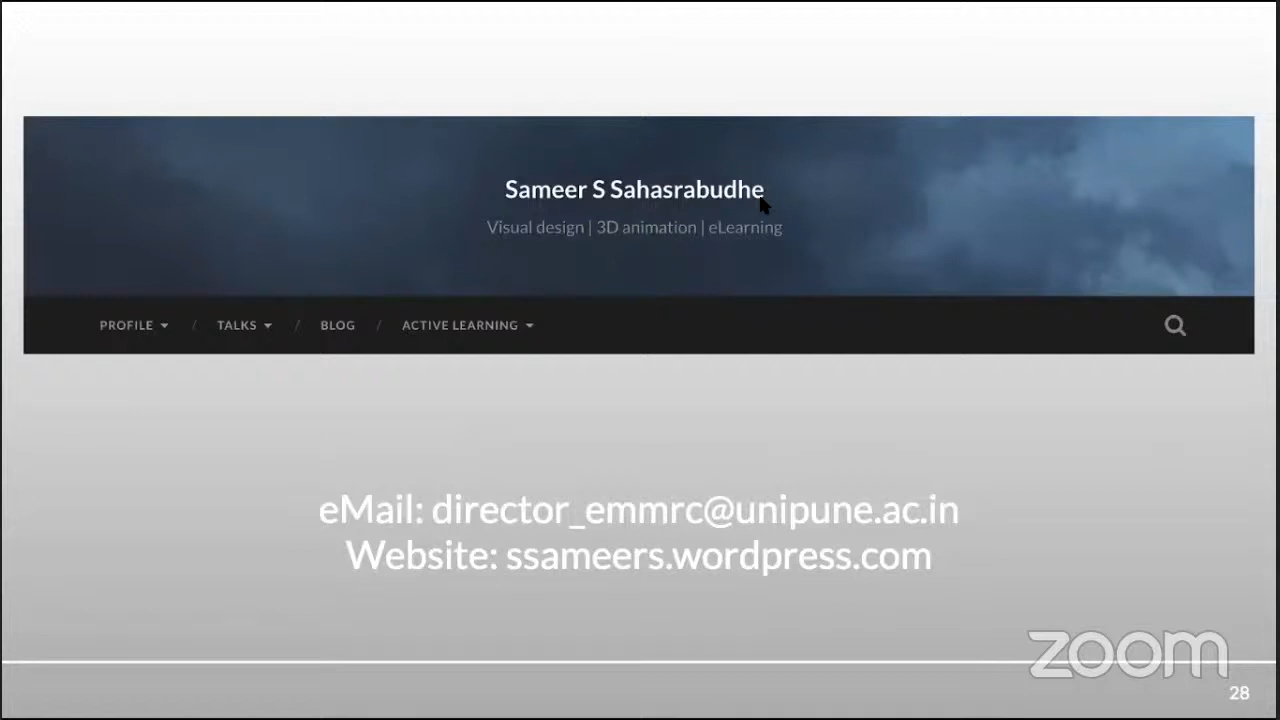 Sameer S Sahasrabudhe
Visual design | 3D animation | eLearning
PROFILE / TALKS / BLOG / ACTIVE LEARNING
eMail: director_emmrc@unipune.ac.in
Website: ssameers.wordpress.com
zoom
28